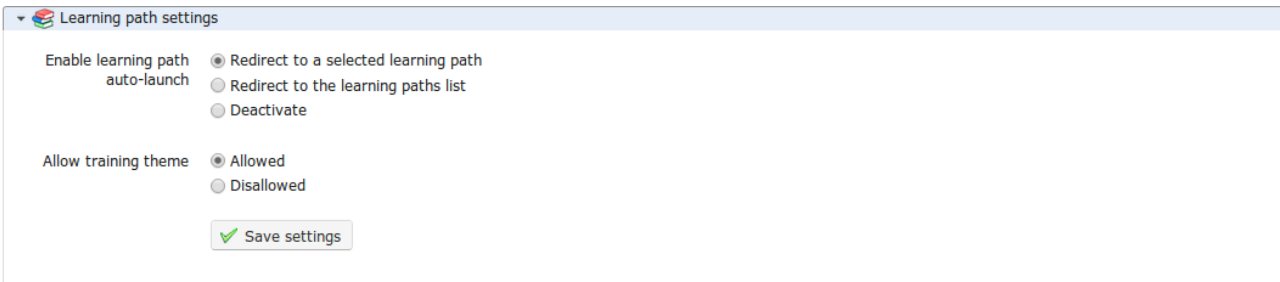 Learning path settings
Enable learning path auto-launch
Redirect to a selected learning path
Redirect to the learning paths list
Deactivate
Allow training theme
Allowed
Disallowed
Save settings